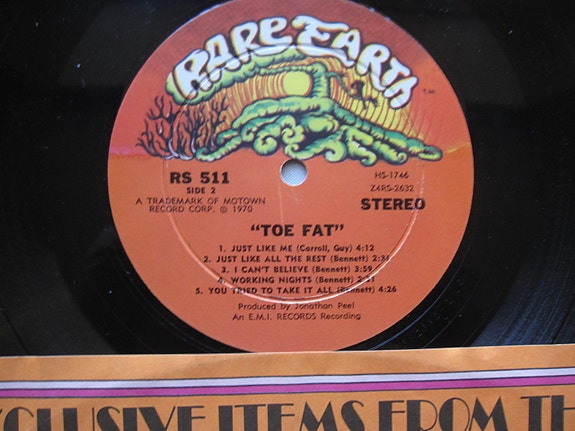 RARE EARTH
T.M.
RS 511
SIDE 2
HS-1746
Z4RS-2632
A TRADEMARK OF MOTOWN
RECORD CORP. © 1970
STEREO
"TOE FAT"
1. JUST LIKE ME (Carroll, Guy) 4:12
2. JUST LIKE ALL THE REST (Bennett)
3. I CAN'T BELIEVE (Bennett) 3:59
4. WORKING NIGHTS (Bennett)
5. YOU TRIED TO TAKE IT ALL (Bennett) 4:26
Produced by Jonathan Peel
An E.M.I. RECORDS Recording
XCLUSIVE ITEMS FROM TH